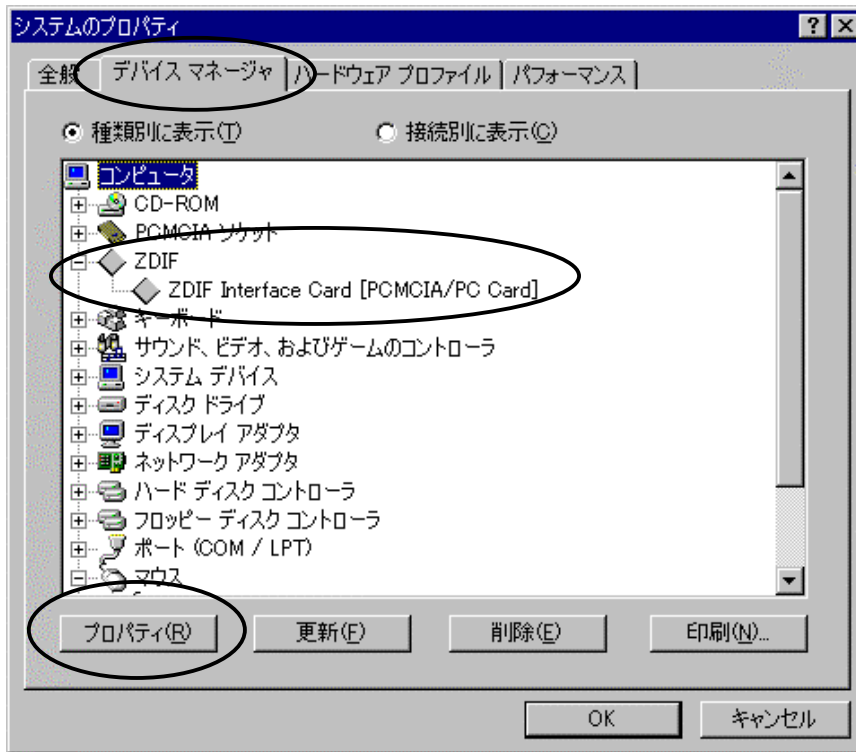 システムのプロパティ
全般 デバイス マネージャ ハードウェア プロファイル パフォーマンス
種類別に表示(T) 接続別に表示(C)
コンピュータ
CD-ROM
PCMCIA ソケット
ZDIF
ZDIF Interface Card [PCMCIA/PC Card]
キーボード
サウンド、ビデオ、およびゲームのコントローラ
システム デバイス
ディスク ドライブ
ディスプレイ アダプタ
ネットワーク アダプタ
ハード ディスク コントローラ
フロッピー ディスク コントローラ
ポート (COM / LPT)
マウス
プロパティ(R) 更新(F) 削除(E) 印刷(N)...
OK キャンセル